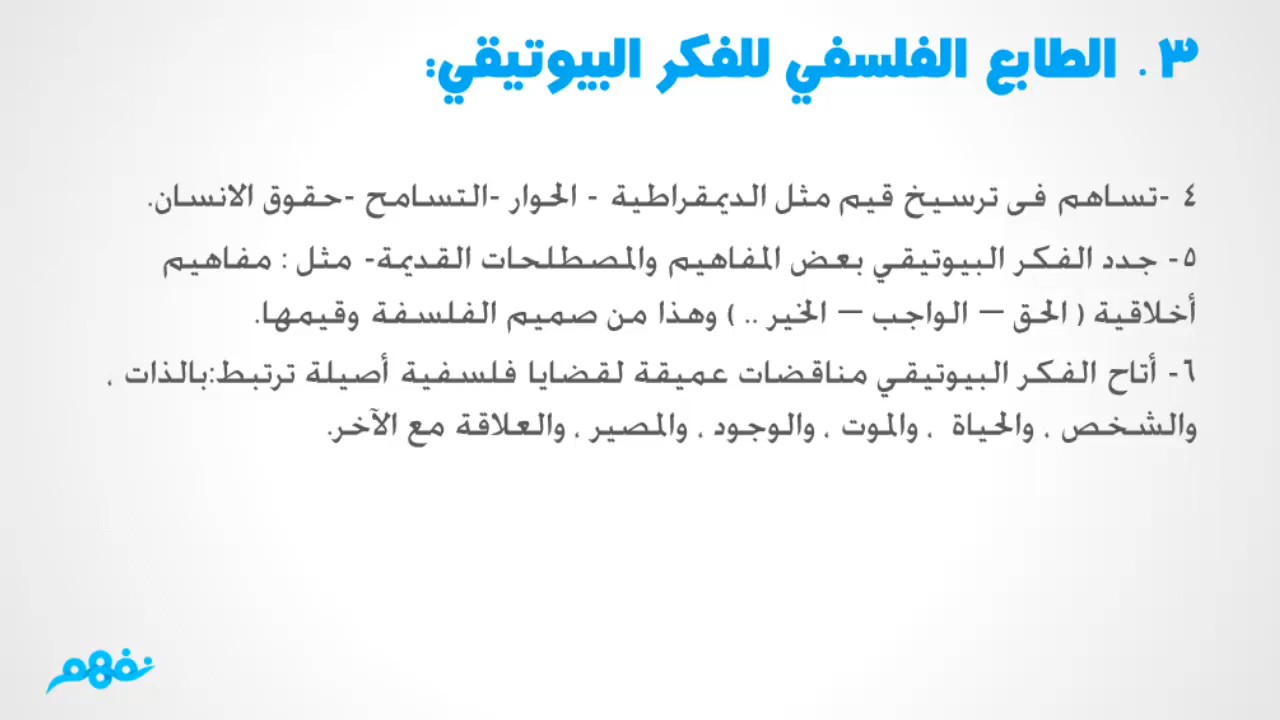 ٣ . الطابع الفلسفي للفكر البيوتيقي:
٤ -تساهم فى ترسيخ قيم مثل الديمقراطية - الحوار -التسامح -حقوق الانسان.
٥- جدد الفكر البيوتيقي بعض المفاهيم والمصطلحات القديمة- مثل : مفاهيم
أخلاقية ( الحق – الواجب – الخير .. ) وهذا من صميم الفلسفة وقيمها.
٦- أتاح الفكر البيوتيقي مناقضات عميقة لقضايا فلسفية أصيلة ترتبط:بالذات ،
والشخص ، والحياة ، والموت ، والوجود ، والمصير ، والعلاقة مع الآخر.
نفهم